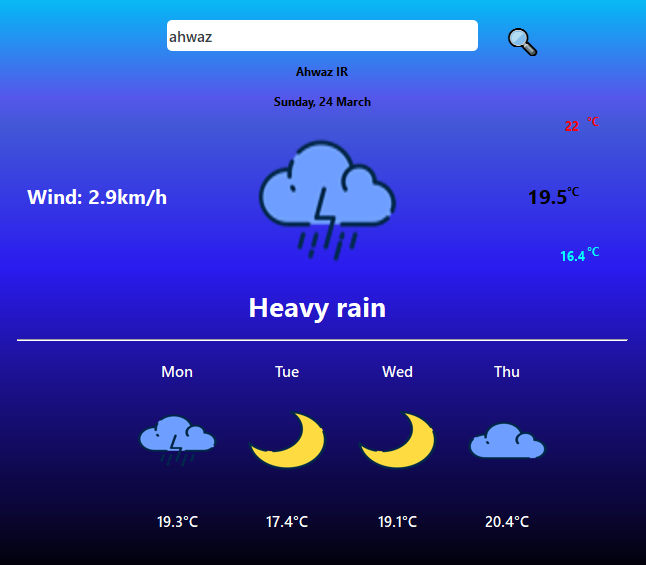 ahwaz
Ahwaz IR
Sunday, 24 March
22 °C
Wind: 2.9km/h
19.5°C
16.4°C
Heavy rain
Mon Tue Wed Thu
19.3°C 17.4°C 19.1°C 20.4°C